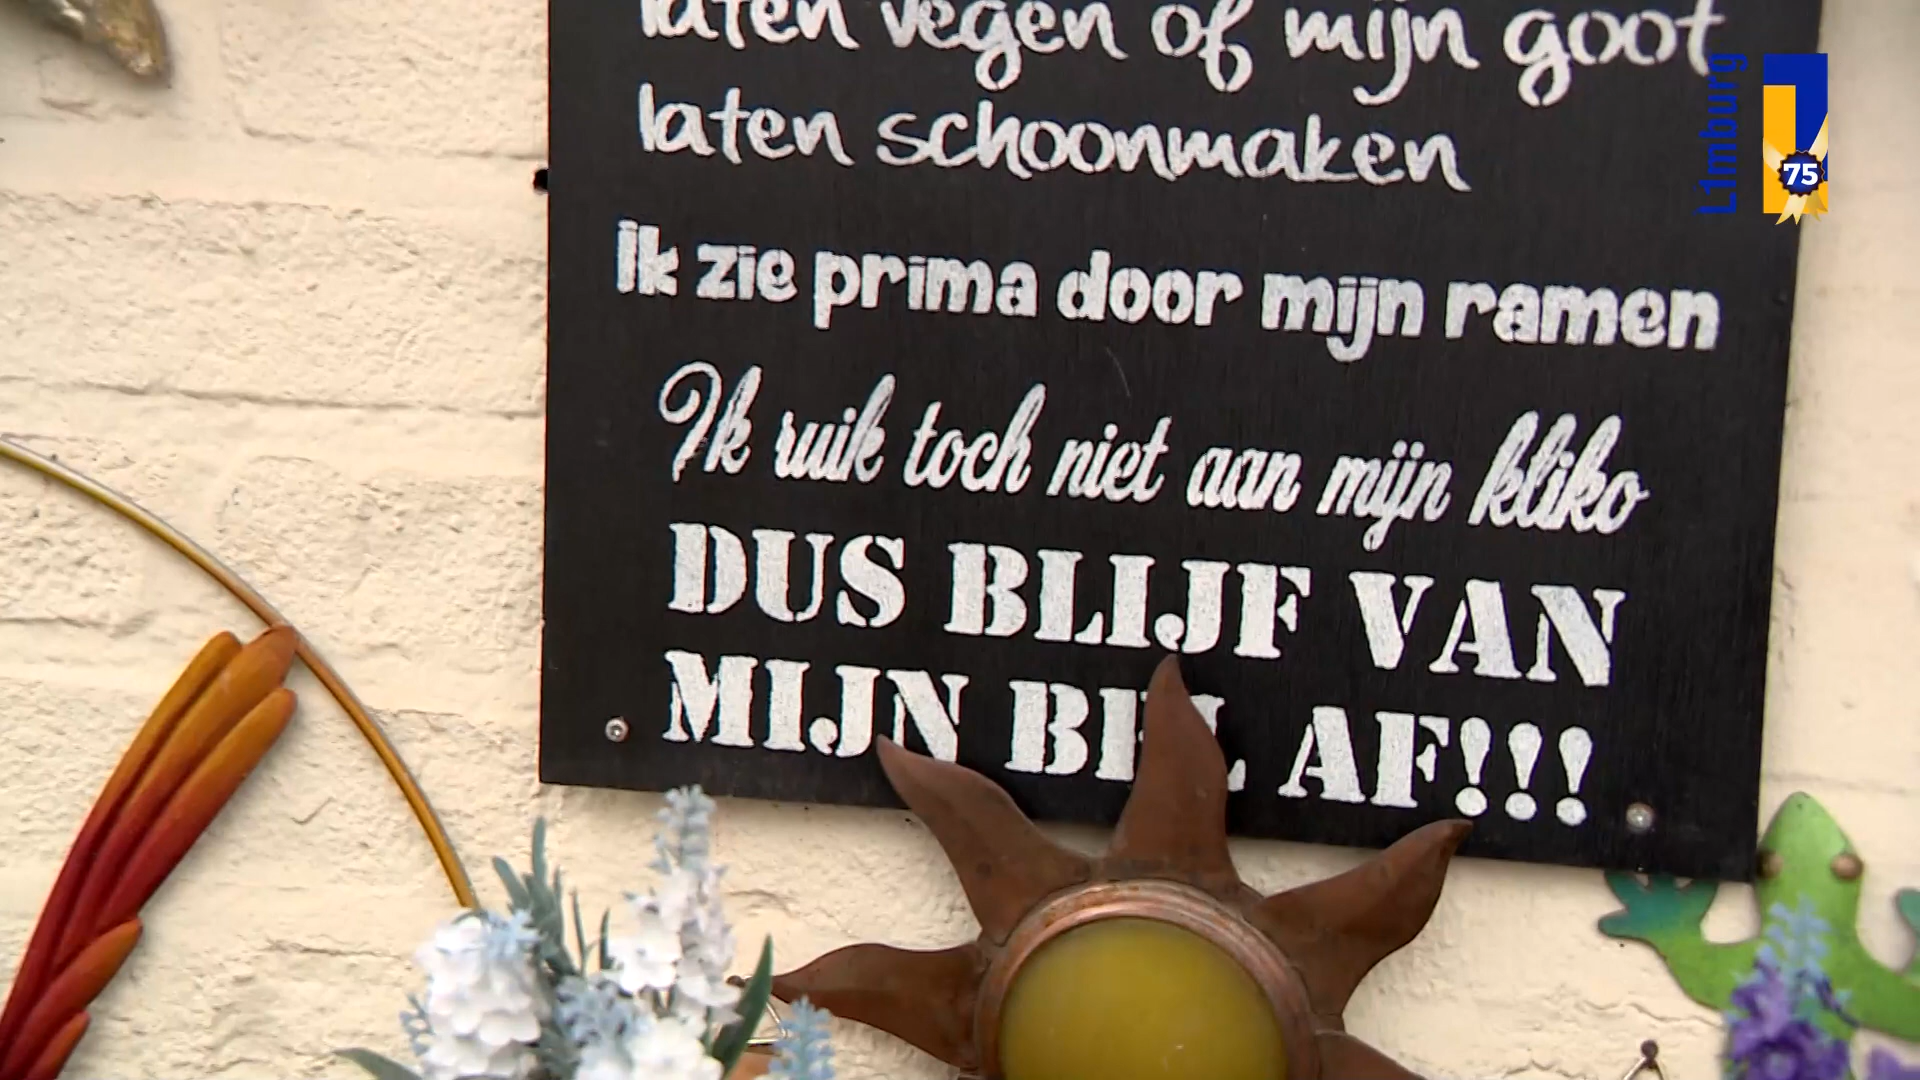 laten vegen of mijn goot
laten schoonmaken
Ik zie prima door mijn ramen
Ik ruik toch niet aan mijn kliko
DUS BLIJF VAN
MIJN BEL AF!!!
L1mburg
75